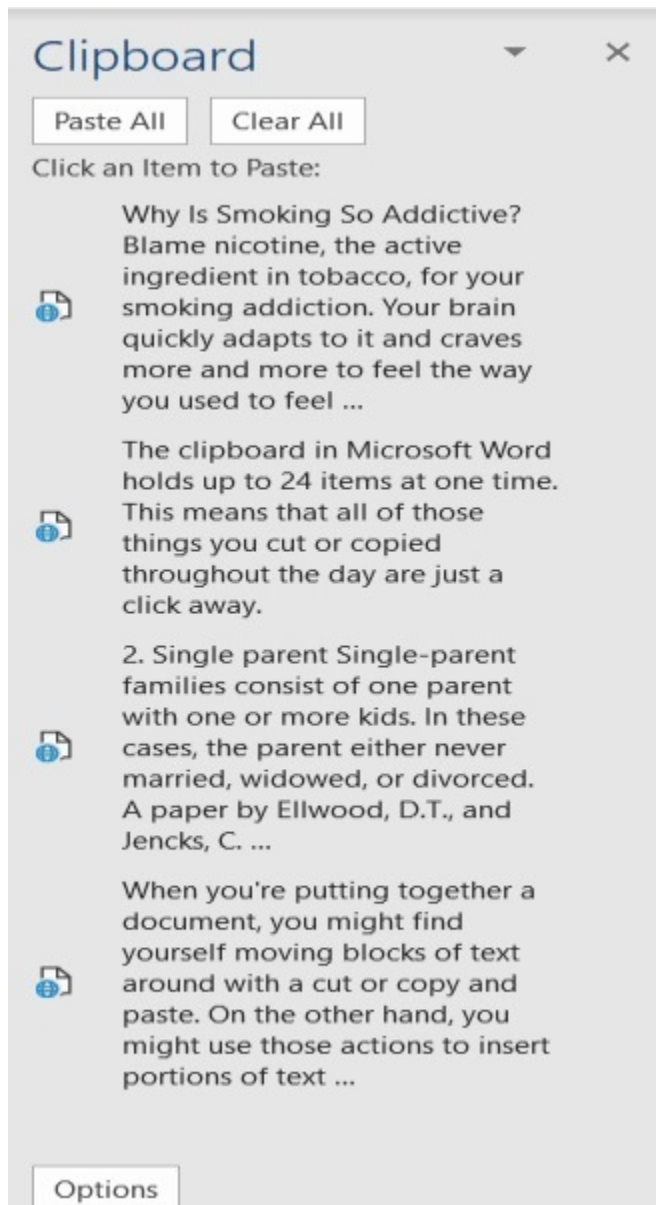 Clipboard
Paste All Clear All
Click an Item to Paste:
Why Is Smoking So Addictive?
Blame nicotine, the active
ingredient in tobacco, for your
smoking addiction. Your brain
quickly adapts to it and craves
more and more to feel the way
you used to feel ...
The clipboard in Microsoft Word
holds up to 24 items at one time.
This means that all of those
things you cut or copied
throughout the day are just a
click away.
2. Single parent Single-parent
families consist of one parent
with one or more kids. In these
cases, the parent either never
married, widowed, or divorced.
A paper by Ellwood, D.T., and
Jencks, C. ...
When you're putting together a
document, you might find
yourself moving blocks of text
around with a cut or copy and
paste. On the other hand, you
might use those actions to insert
portions of text ...
Options